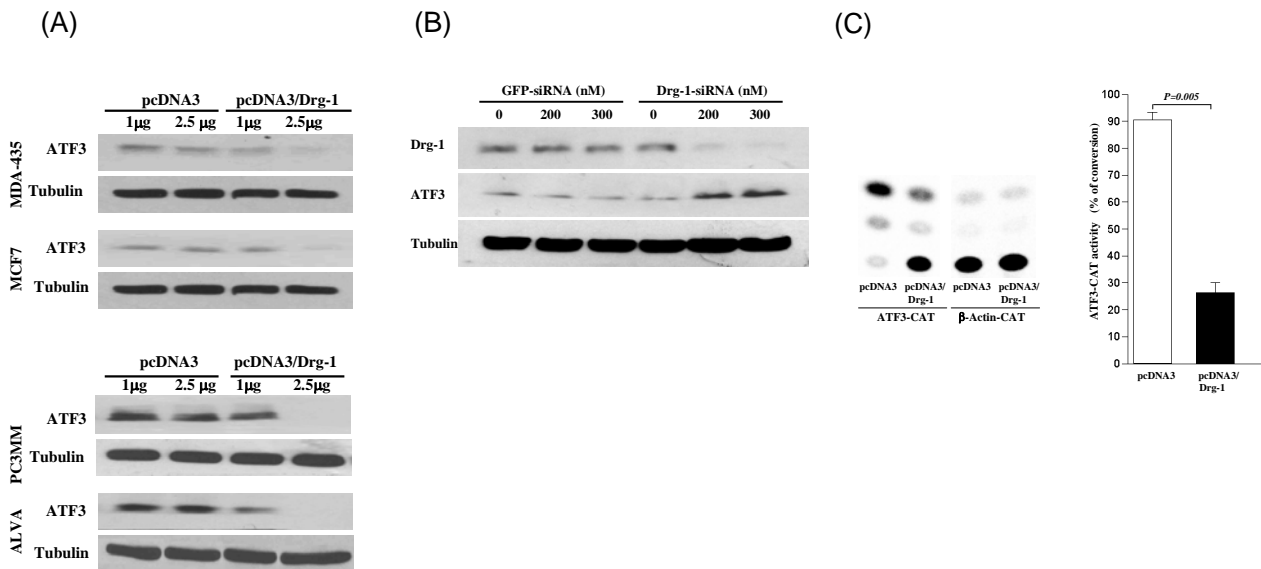 (A)
pcDNA3 pcDNA3/Drg-1
1µg 2.5 µg 1µg 2.5µg
MDA-435
ATF3
Tubulin
MCF7
ATF3
Tubulin
pcDNA3 pcDNA3/Drg-1
1µg 2.5 µg 1µg 2.5µg
PC3MM
ATF3
Tubulin
ALVA
ATF3
Tubulin
(B)
GFP-siRNA (nM) Drg-1-siRNA (nM)
0 200 300 0 200 300
Drg-1
ATF3
Tubulin
(C)
pcDNA3 pcDNA3/ pcDNA3 pcDNA3/
Drg-1 Drg-1
ATF3-CAT β-Actin-CAT
ATF3-CAT activity (% of conversion)
100
90
80
70
60
50
40
30
20
10
0
P=0.005
pcDNA3 pcDNA3/
Drg-1